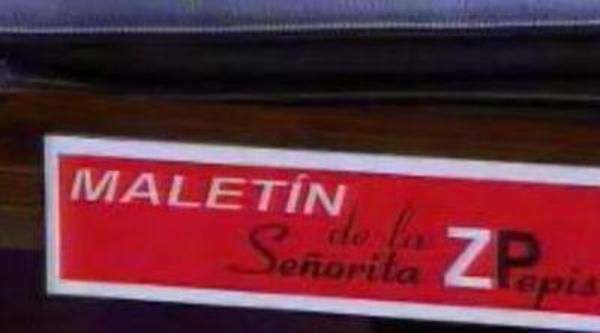 MALETÍN
de la
Señorita ZPepis